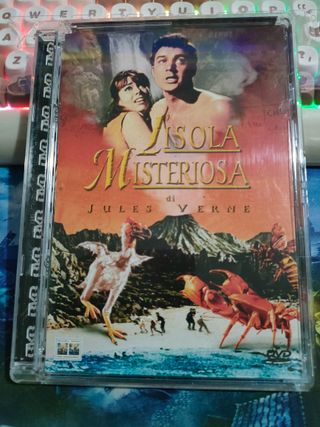 Q W E R T Y U I O P
L'ISOLA
MISTERIOSA
di
JULES VERNE
DVD